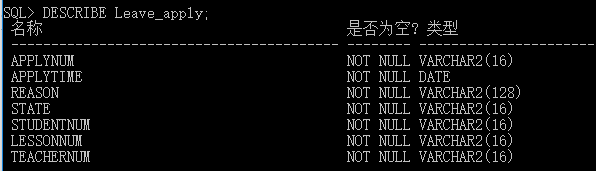 SQL> DESCRIBE Leave_apply;
名称 是否为空? 类型
----------------------------------------- -------- ----------------------
APPLYNUM NOT NULL VARCHAR2(16)
APPLYTIME NOT NULL DATE
REASON NOT NULL VARCHAR2(128)
STATE NOT NULL VARCHAR2(16)
STUDENTNUM NOT NULL VARCHAR2(16)
LESSONNUM NOT NULL VARCHAR2(16)
TEACHERNUM NOT NULL VARCHAR2(16)